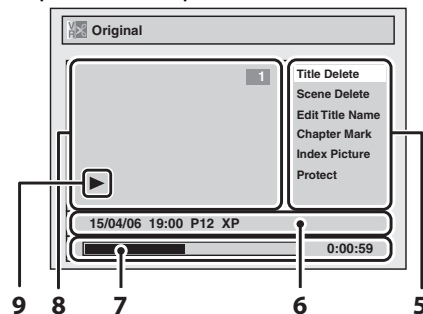 Original
1
Title Delete
Scene Delete
Edit Title Name
Chapter Mark
Index Picture
Protect
15/04/06 19:00 P12 XP
0:00:59
9 8 7 6 5